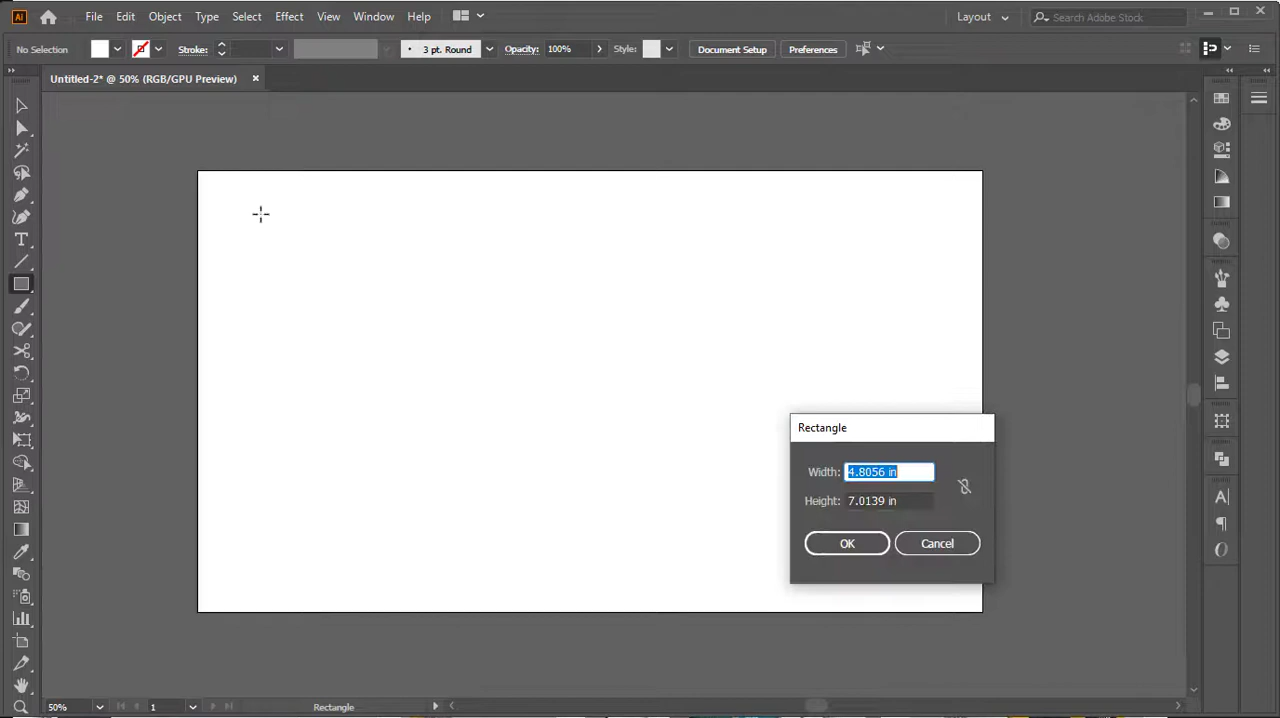 Ai File Edit Object Type Select Effect View Window Help Layout Search Adobe Stock
No Selection Stroke: 3 pt. Round Opacity: 100% Style: Document Setup Preferences
Untitled-2* @ 50% (RGB/GPU Preview)
Rectangle
Width: 4.8056 in
Height: 7.0139 in
OK Cancel
50% 1 Rectangle